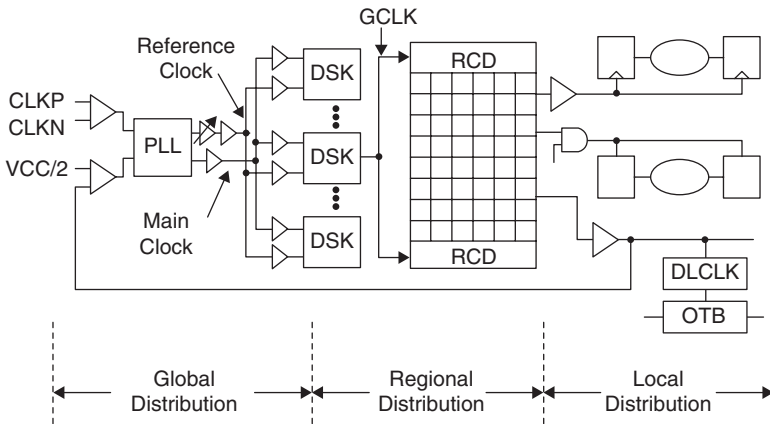 GCLK
Reference
Clock
CLKP
CLKN
VCC/2
PLL
Main
Clock
DSK
DSK
DSK
RCD
RCD
DLCLK
OTB
Global
Distribution
Regional
Distribution
Local
Distribution